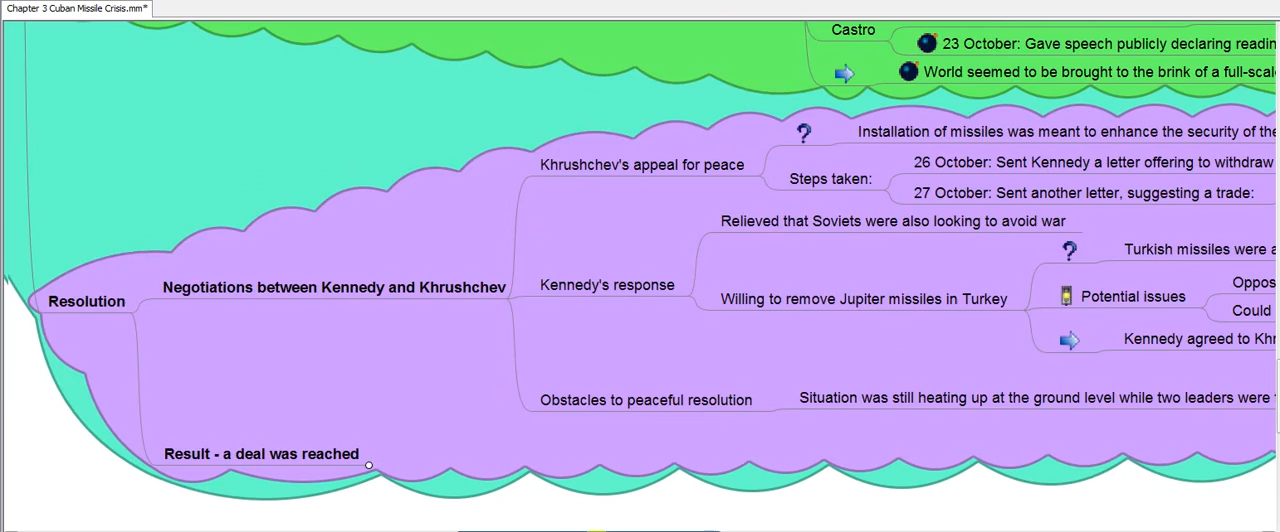 Chapter 3 Cuban Missile Crisis.mm*
Castro
23 October: Gave speech publicly declaring readin
World seemed to be brought to the brink of a full-scal
Installation of missiles was meant to enhance the security of the
Khrushchev's appeal for peace
26 October: Sent Kennedy a letter offering to withdraw
Steps taken:
27 October: Sent another letter, suggesting a trade:
Relieved that Soviets were also looking to avoid war
Turkish missiles were a
Kennedy's response
Oppos
Negotiations between Kennedy and Khrushchev
Willing to remove Jupiter missiles in Turkey
Potential issues
Resolution
Could
Kennedy agreed to Khr
Obstacles to peaceful resolution
Situation was still heating up at the ground level while two leaders were
Result - a deal was reached